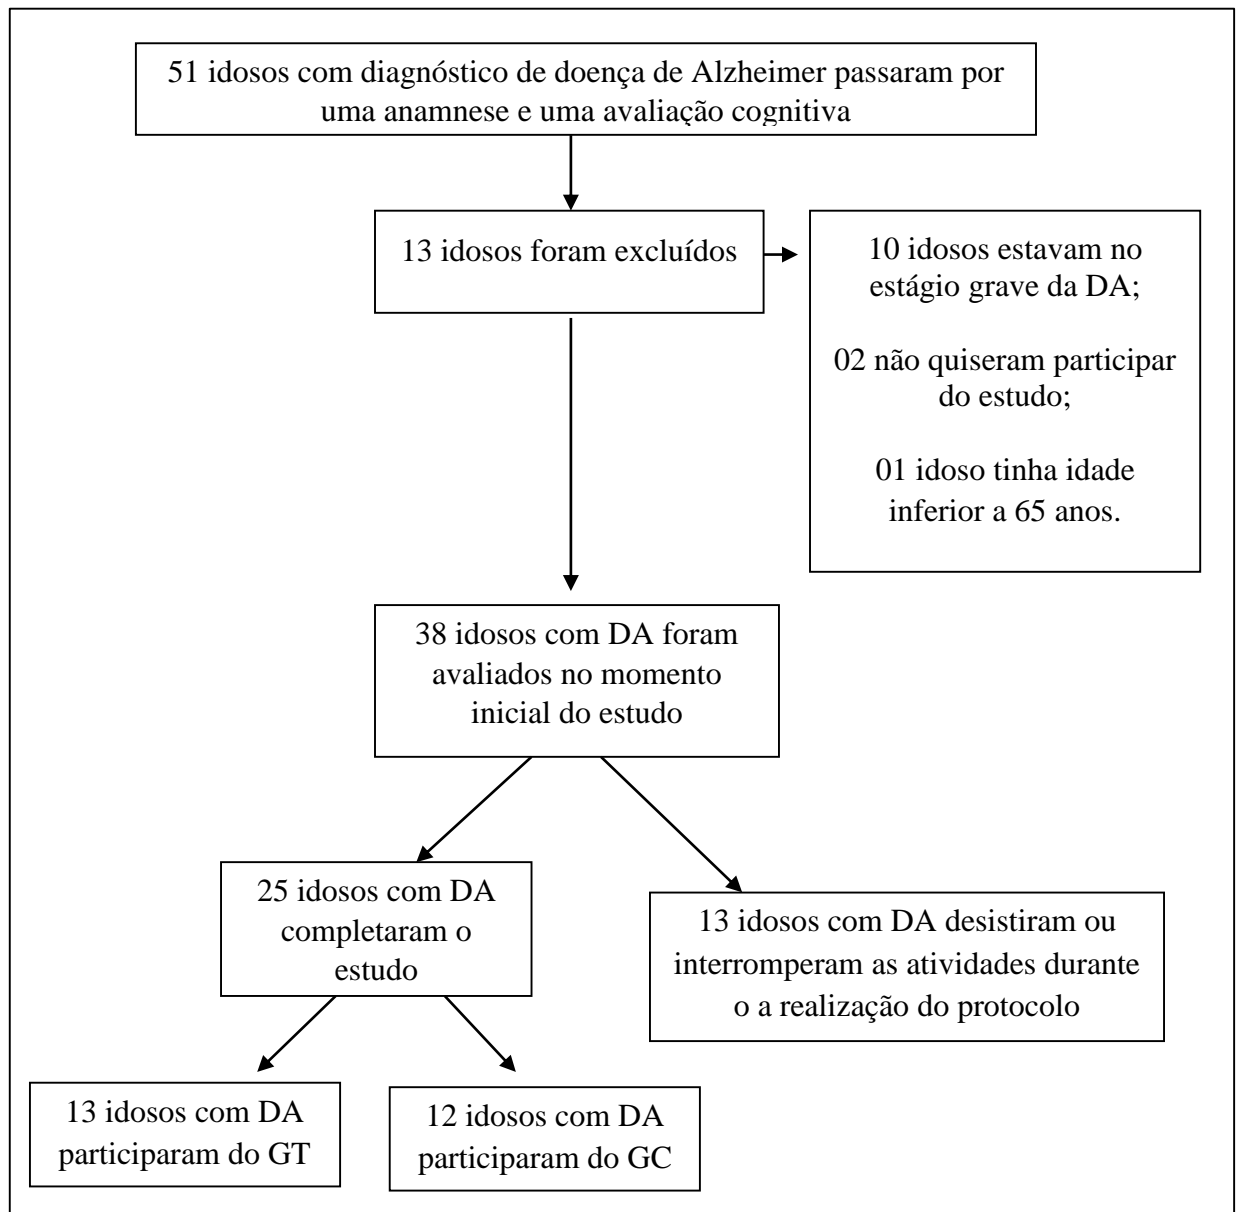 51 idosos com diagnóstico de doença de Alzheimer passaram por
uma anamnese e uma avaliação cognitiva
13 idosos foram excluídos
10 idosos estavam no
estágio grave da DA;
02 não quiseram participar
do estudo;
01 idoso tinha idade
inferior a 65 anos.
38 idosos com DA foram
avaliados no momento
inicial do estudo
25 idosos com DA
completaram o
estudo
13 idosos com DA desistiram ou
interromperam as atividades durante
o a realização do protocolo
13 idosos com DA
participaram do GT
12 idosos com DA
participaram do GC